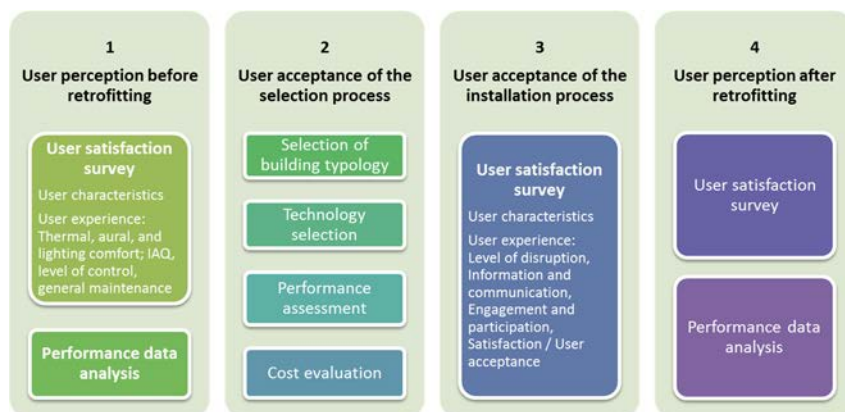 1
User perception before
retrofitting
User satisfaction
survey
User characteristics
User experience:
Thermal, aural, and
lighting comfort; IAQ,
level of control,
general maintenance
Performance data
analysis
2
User acceptance of the
selection process
Selection of
building typology
Technology
selection
Performance
assessment
Cost evaluation
3
User acceptance of the
installation process
User satisfaction
survey
User characteristics
User experience:
Level of disruption,
Information and
communication,
Engagement and
participation,
Satisfaction / User
acceptance
4
User perception after
retrofitting
User satisfaction
survey
Performance data
analysis